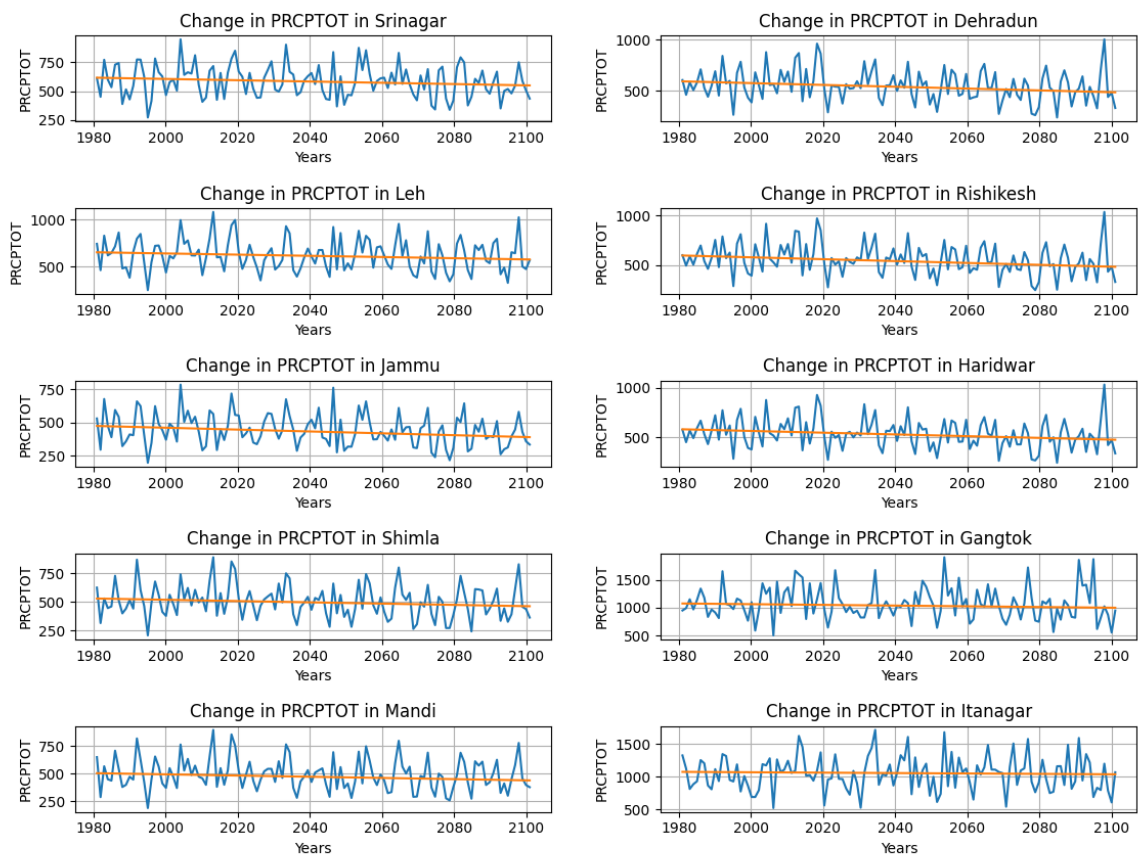 Change in PRCPTOT in Srinagar
PRCPTOT
750
500
250
1980 2000 2020 2040 2060 2080 2100
Years
Change in PRCPTOT in Dehradun
PRCPTOT
1000
500
1980 2000 2020 2040 2060 2080 2100
Years
Change in PRCPTOT in Leh
PRCPTOT
1000
500
1980 2000 2020 2040 2060 2080 2100
Years
Change in PRCPTOT in Rishikesh
PRCPTOT
1000
500
1980 2000 2020 2040 2060 2080 2100
Years
Change in PRCPTOT in Jammu
PRCPTOT
750
500
250
1980 2000 2020 2040 2060 2080 2100
Years
Change in PRCPTOT in Haridwar
PRCPTOT
1000
500
1980 2000 2020 2040 2060 2080 2100
Years
Change in PRCPTOT in Shimla
PRCPTOT
750
500
250
1980 2000 2020 2040 2060 2080 2100
Years
Change in PRCPTOT in Gangtok
PRCPTOT
1500
1000
500
1980 2000 2020 2040 2060 2080 2100
Years
Change in PRCPTOT in Mandi
PRCPTOT
750
500
250
1980 2000 2020 2040 2060 2080 2100
Years
Change in PRCPTOT in Itanagar
PRCPTOT
1500
1000
500
1980 2000 2020 2040 2060 2080 2100
Years